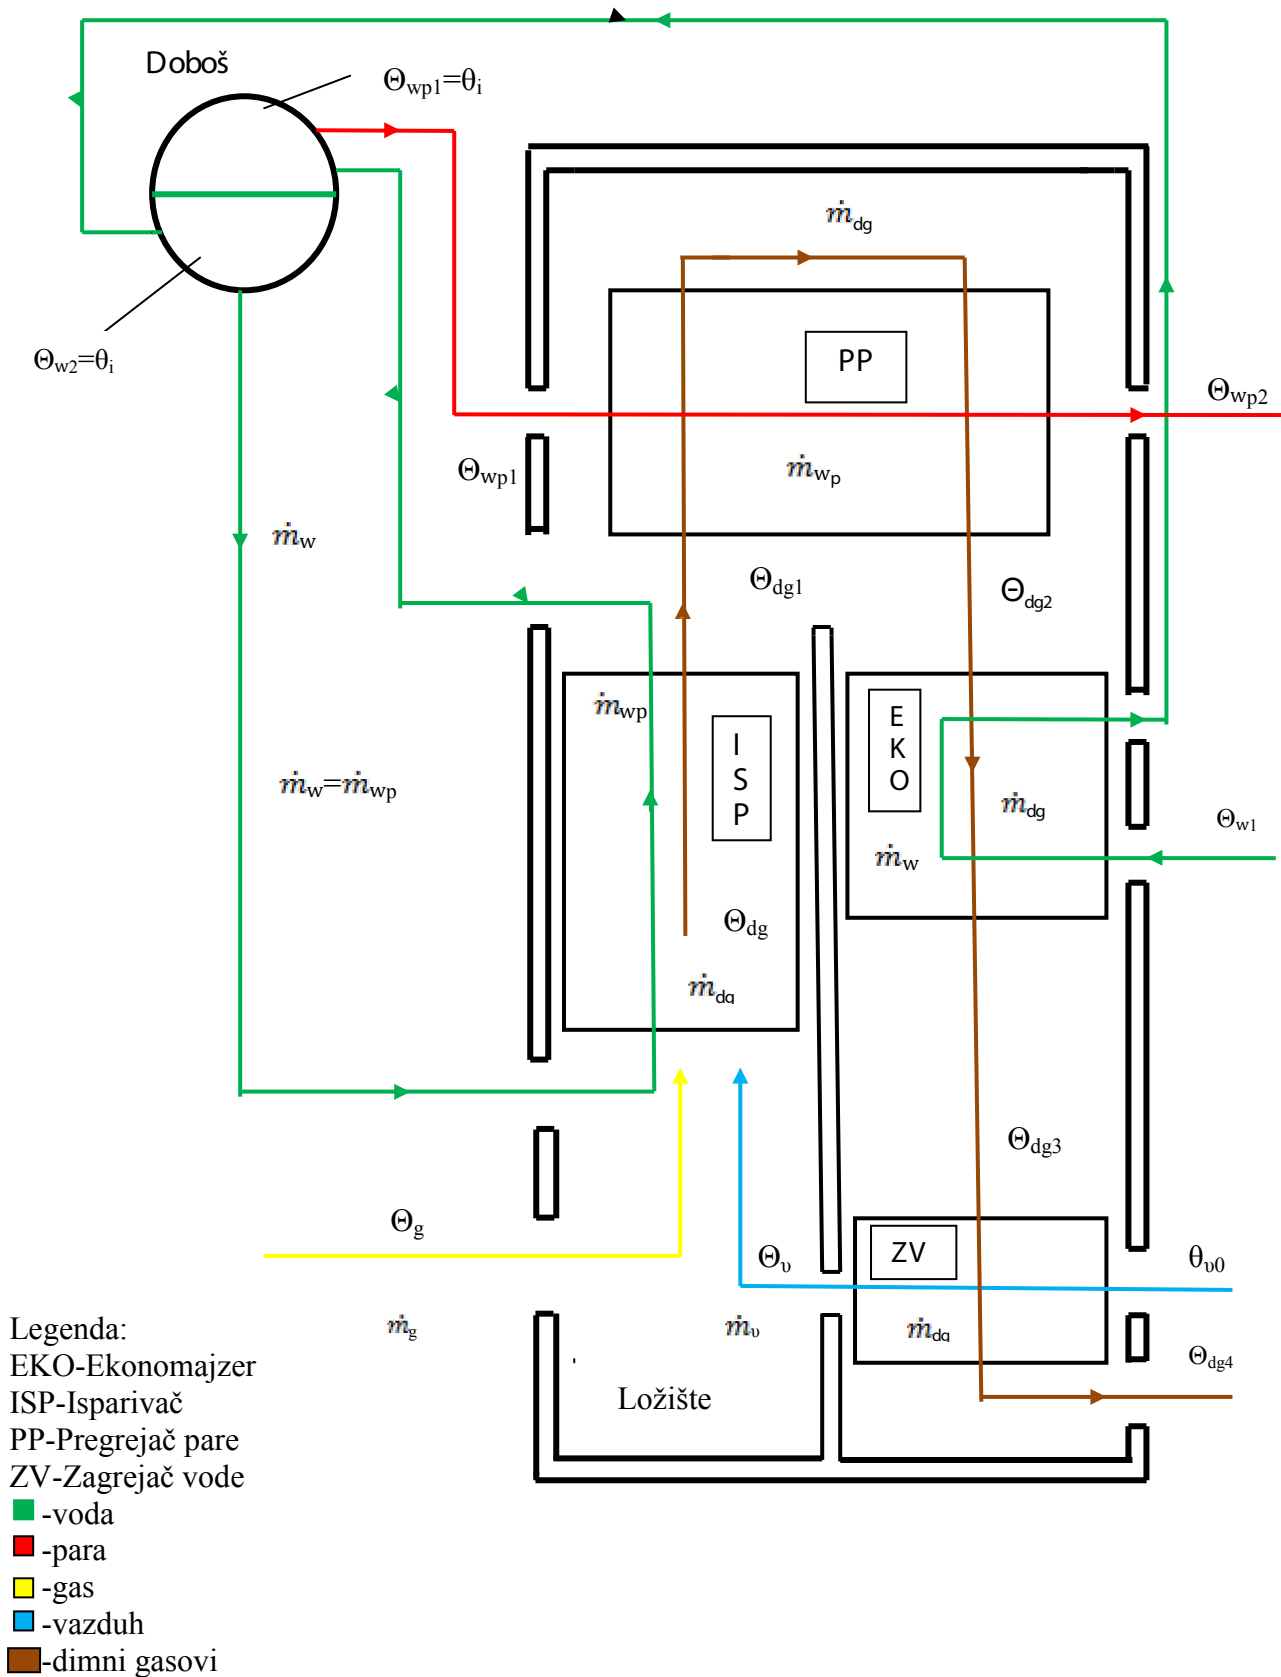 Doboš
Θwp1=θi
ṁdg
Θw2=θi
PP
Θwp2
Θwp1
ṁwp
ṁw
Θdg1
Θdg2
ṁwp
E
K
O
I
S
P
ṁw=ṁwp
ṁdg
Θw1
ṁw
Θdg
ṁdg
Θdg3
Θg
ZV
Θυ
θυ0
ṁg
ṁυ
ṁdg
Θdg4
Ložište
Legenda:
EKO-Ekonomajzer
ISP-Isparivač
PP-Pregrejač pare
ZV-Zagrejač vode
-voda
-para
-gas
-vazduh
-dimni gasovi